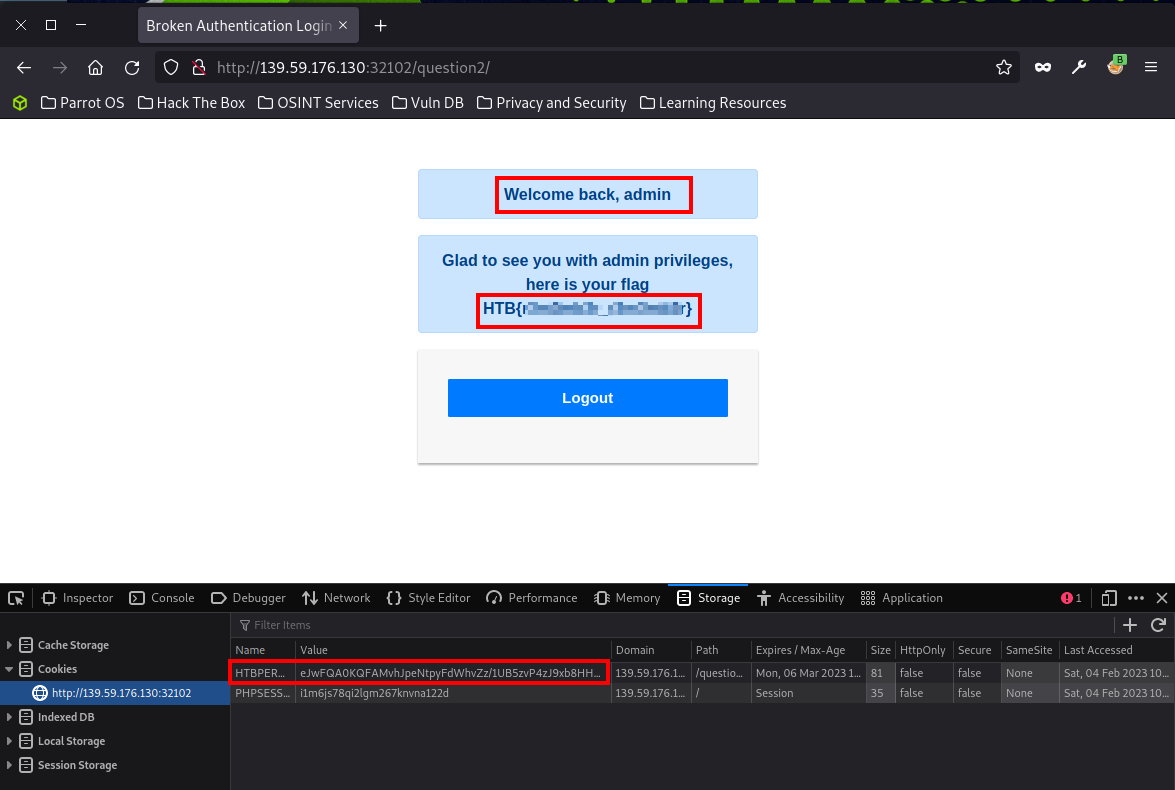 Broken Authentication Login
http://139.59.176.130:32102/question2/
B
Parrot OS Hack The Box OSINT Services Vuln DB Privacy and Security Learning Resources
Welcome back, admin
Glad to see you with admin privileges,
here is your flag
HTB{
Logout
Inspector Console Debugger Network Style Editor Performance Memory Storage Accessibility Application 1
Filter Items
Cache Storage
Cookies
http://139.59.176.130:32102
Indexed DB
Local Storage
Session Storage
Name Value Domain Path Expires / Max-Age Size HttpOnly Secure SameSite Last Accessed
HTBPER... eJwFQA0KQFAMvhJpeNtpyFdWhvZz/1UB5zvP4zJ9xb8HH... 139.59.176.1... /questio... Mon, 06 Mar 2023 1... 81 false false None Sat, 04 Feb 2023 10...
PHPSESS... i1m6js78qi2lgm267knvna122d 139.59.176.1... / Session 35 false false None Sat, 04 Feb 2023 10...